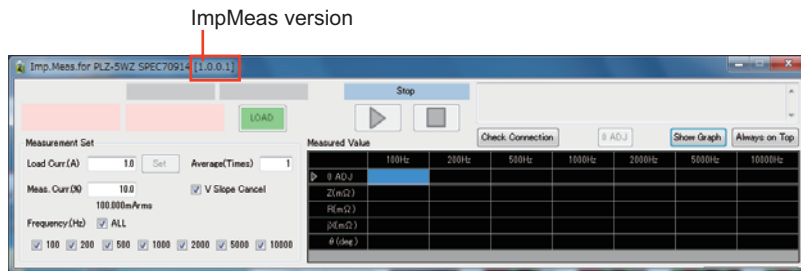 ImpMeas version
Imp.Meas.for PLZ-5WZ SPEC70914 [1.0.0.1]
Stop
LOAD
Check Connection
0 ADJ
Show Graph
Always on Top
Measurement Set
Measured Value
Load Curr.(A) 1.0 Set Average(Times) 1
Meas. Curr.(%) 10.0 V Slope Cancel
100.000mArms
Frequency(Hz) ALL
100 200 500 1000 2000 5000 10000
100Hz 200Hz 500Hz 1000Hz 2000Hz 5000Hz 10000Hz
0 ADJ
Z(mΩ)
R(mΩ)
jX(mΩ)
θ(deg)